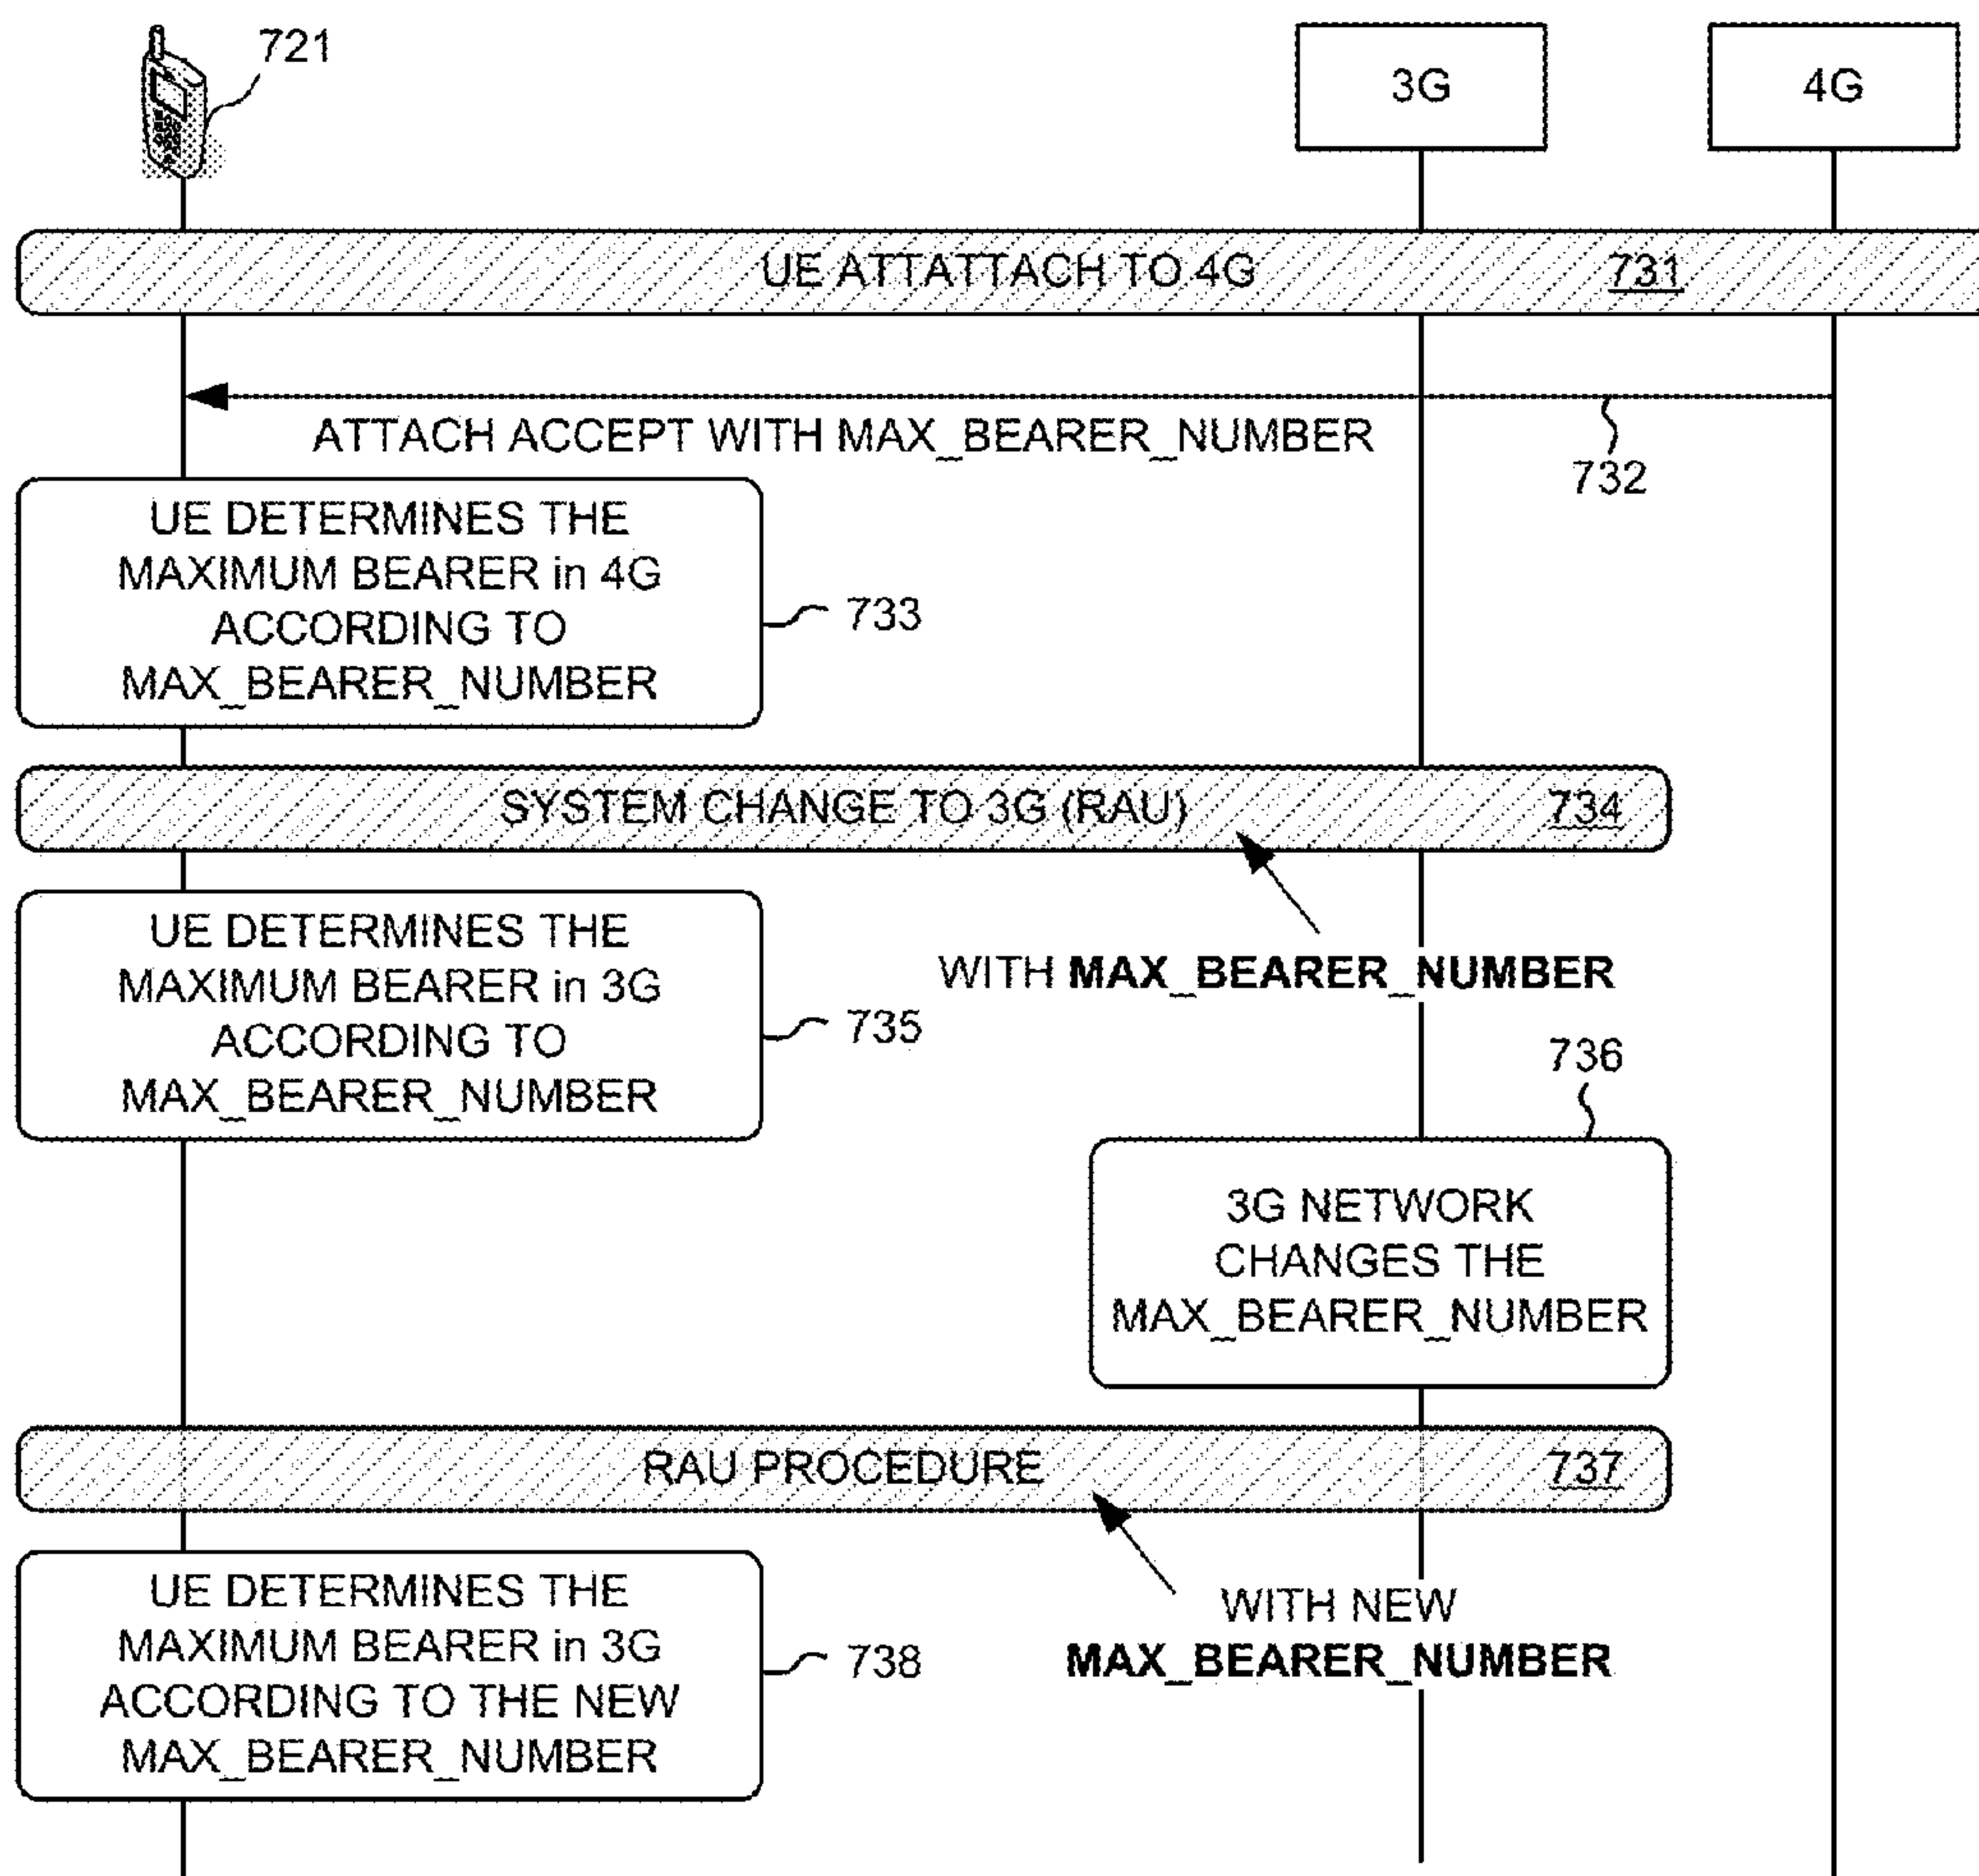 721
3G
4G
UE ATTATTACH TO 4G
731
ATTACH ACCEPT WITH MAX_BEARER_NUMBER
732
UE DETERMINES THE
MAXIMUM BEARER in 4G
ACCORDING TO
MAX_BEARER_NUMBER
733
SYSTEM CHANGE TO 3G (RAU)
734
WITH MAX_BEARER_NUMBER
UE DETERMINES THE
MAXIMUM BEARER in 3G
ACCORDING TO
MAX_BEARER_NUMBER
735
736
3G NETWORK
CHANGES THE
MAX_BEARER_NUMBER
RAU PROCEDURE
737
WITH NEW
MAX_BEARER_NUMBER
UE DETERMINES THE
MAXIMUM BEARER in 3G
ACCORDING TO THE NEW
MAX_BEARER_NUMBER
738